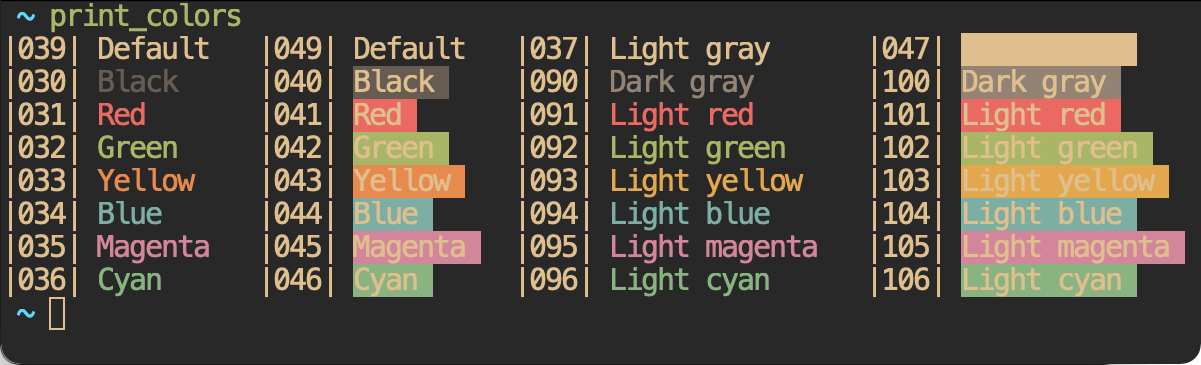 ~ print_colors
|039| Default |049| Default |037| Light gray |047|
|030| Black |040| Black |090| Dark gray |100| Dark gray
|031| Red |041| Red |091| Light red |101| Light red
|032| Green |042| Green |092| Light green |102| Light green
|033| Yellow |043| Yellow |093| Light yellow |103| Light yellow
|034| Blue |044| Blue |094| Light blue |104| Light blue
|035| Magenta |045| Magenta |095| Light magenta |105| Light magenta
|036| Cyan |046| Cyan |096| Light cyan |106| Light cyan
~